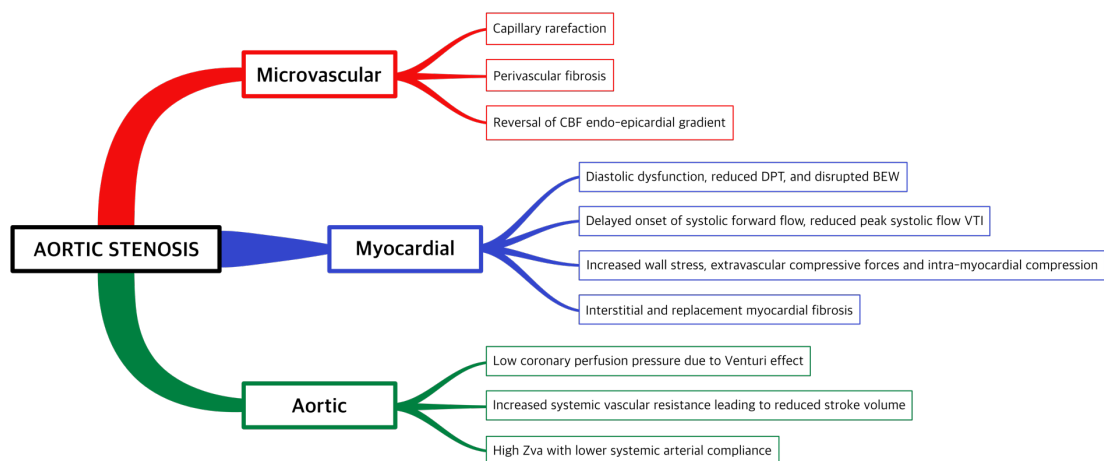 AORTIC STENOSIS
Microvascular
Capillary rarefaction
Perivascular fibrosis
Reversal of CBF endo-epicardial gradient
Myocardial
Diastolic dysfunction, reduced DPT, and disrupted BEW
Delayed onset of systolic forward flow, reduced peak systolic flow VTI
Increased wall stress, extravascular compressive forces and intra-myocardial compression
Interstitial and replacement myocardial fibrosis
Aortic
Low coronary perfusion pressure due to Venturi effect
Increased systemic vascular resistance leading to reduced stroke volume
High Zva with lower systemic arterial compliance